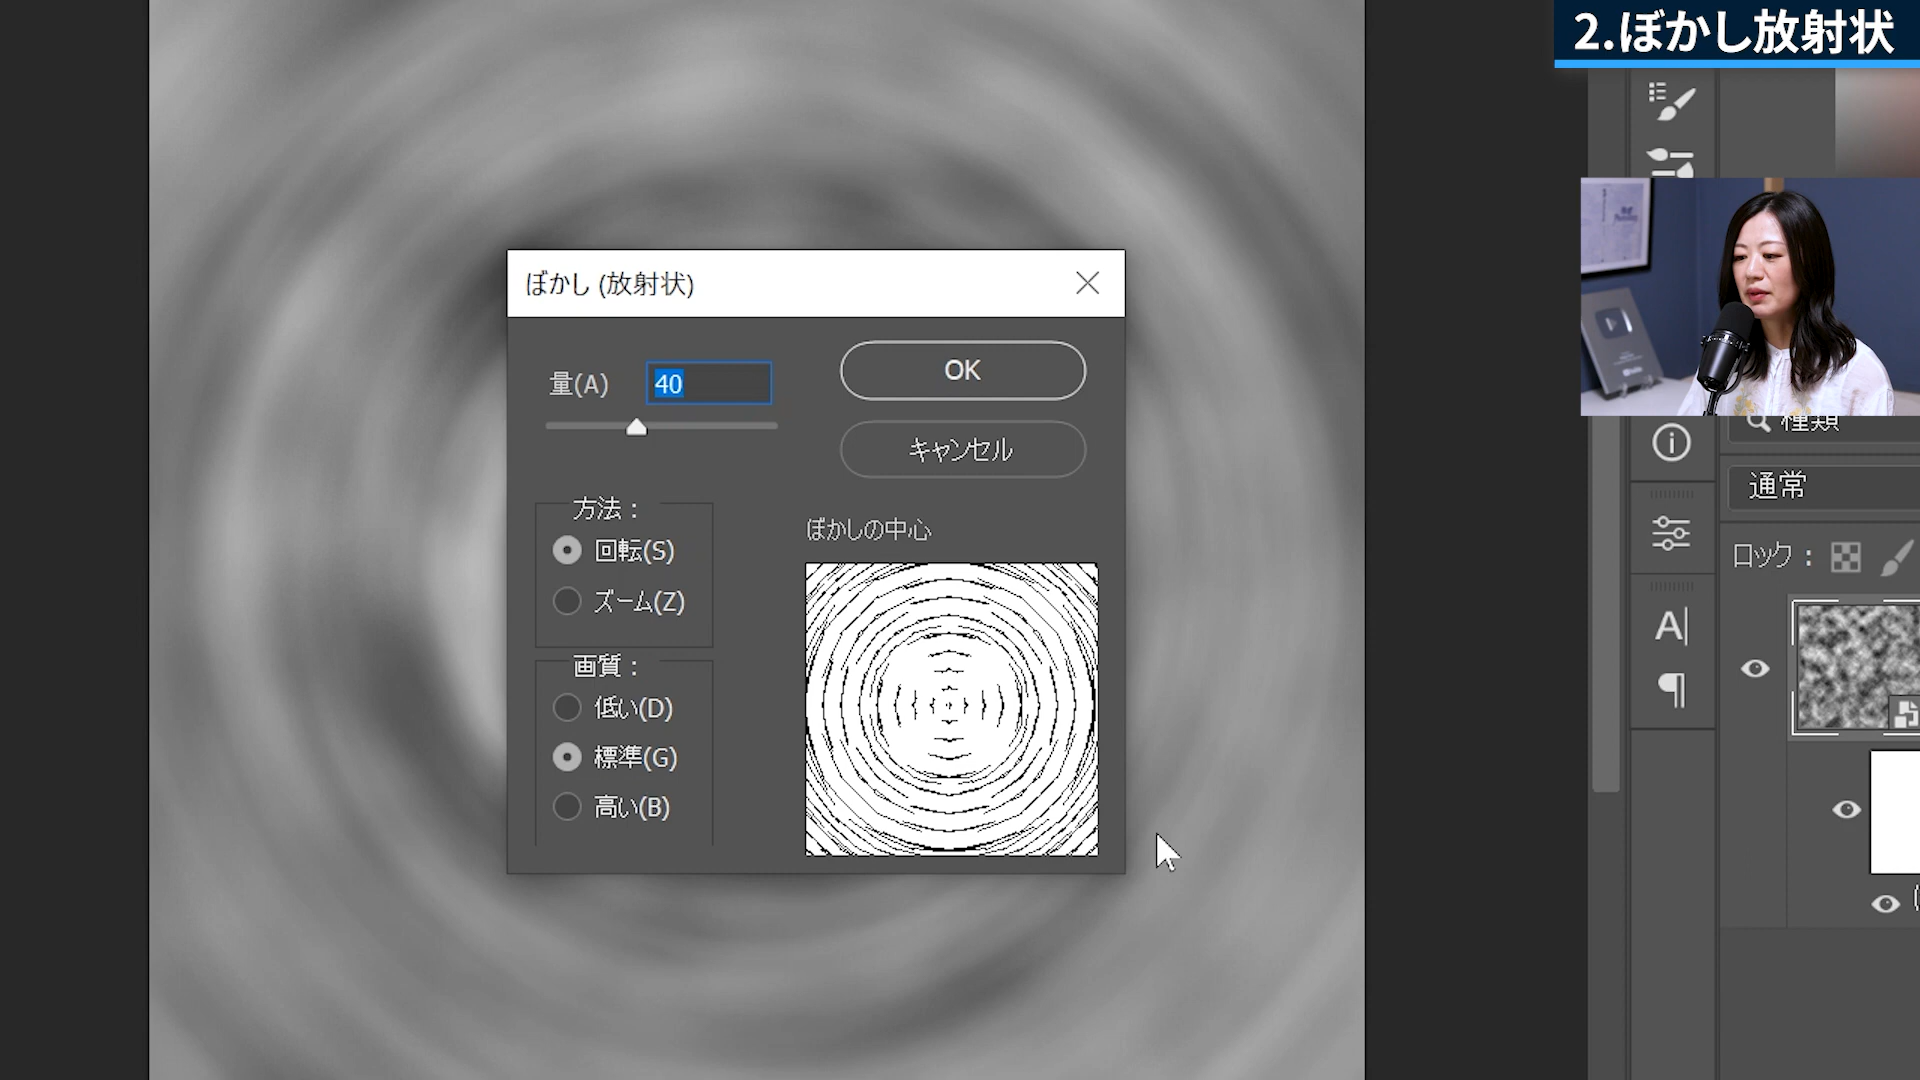 2.ぼかし放射状
ぼかし (放射状)
量(A)
40
OK
キャンセル
方法：
回転(S)
ズーム(Z)
画質：
低い(D)
標準(G)
高い(B)
ぼかしの中心
種類
通常
ロック：